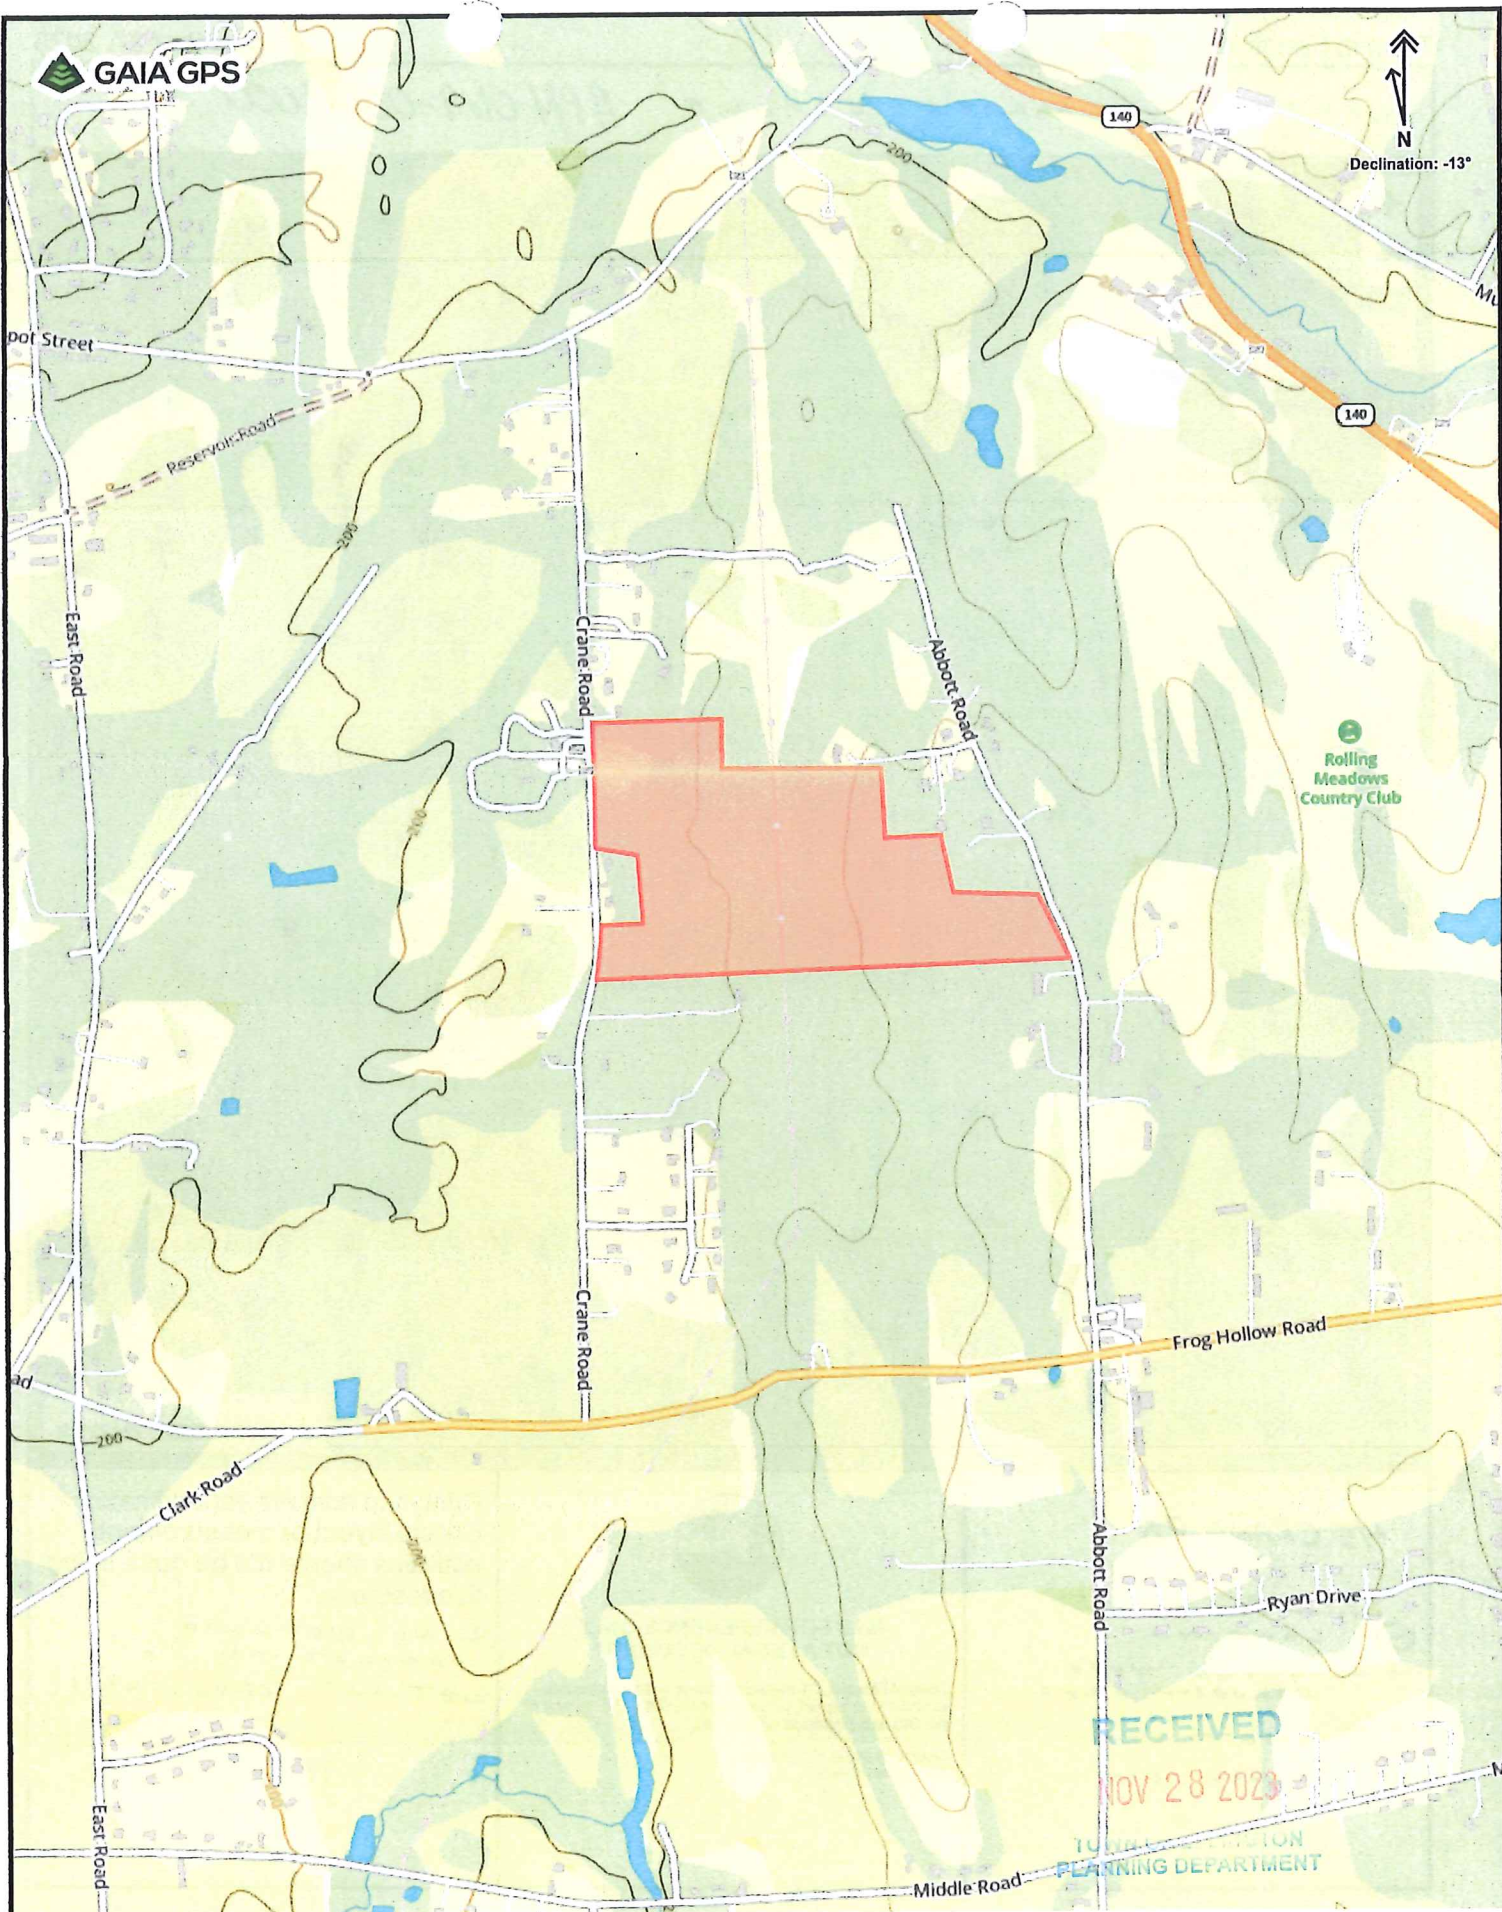 GAIA GPS
140
N
Declination: -13°
200
pot Street
140
Reservoir Road
200
East Road
Crane Road
Abbott Road
Rolling
Meadows
Country Club
200
Crane Road
Frog Hollow Road
ad
200
Clark Road
200
Abbott Road
Ryan Drive
RECEIVED
NOV 28 2023
PLANNING DEPARTMENT
East Road
Middle Road